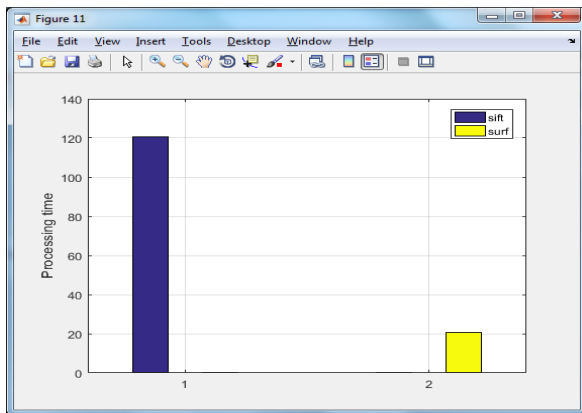 Figure 11
File Edit View Insert Tools Desktop Window Help
140
120
100
80
60
40
20
0
Processing time
1 2
sift
surf